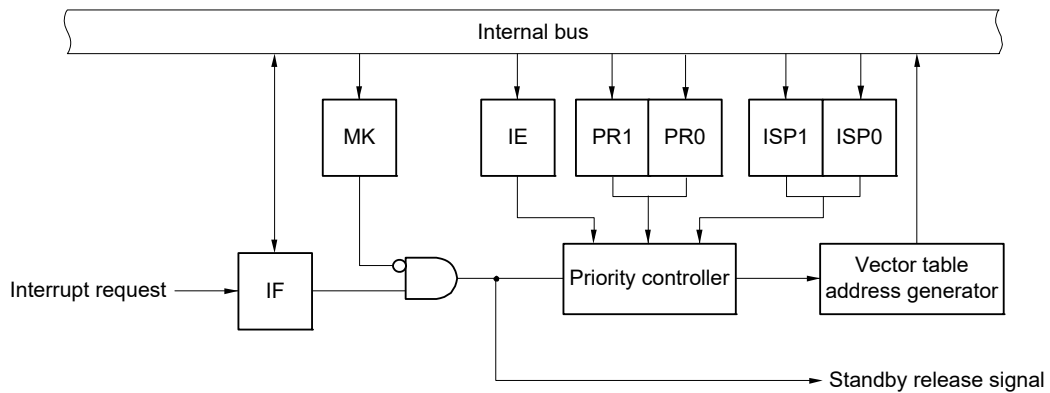 Internal bus
MK
IE
PR1
PR0
ISP1
ISP0
Interrupt request
IF
Priority controller
Vector table
address generator
Standby release signal